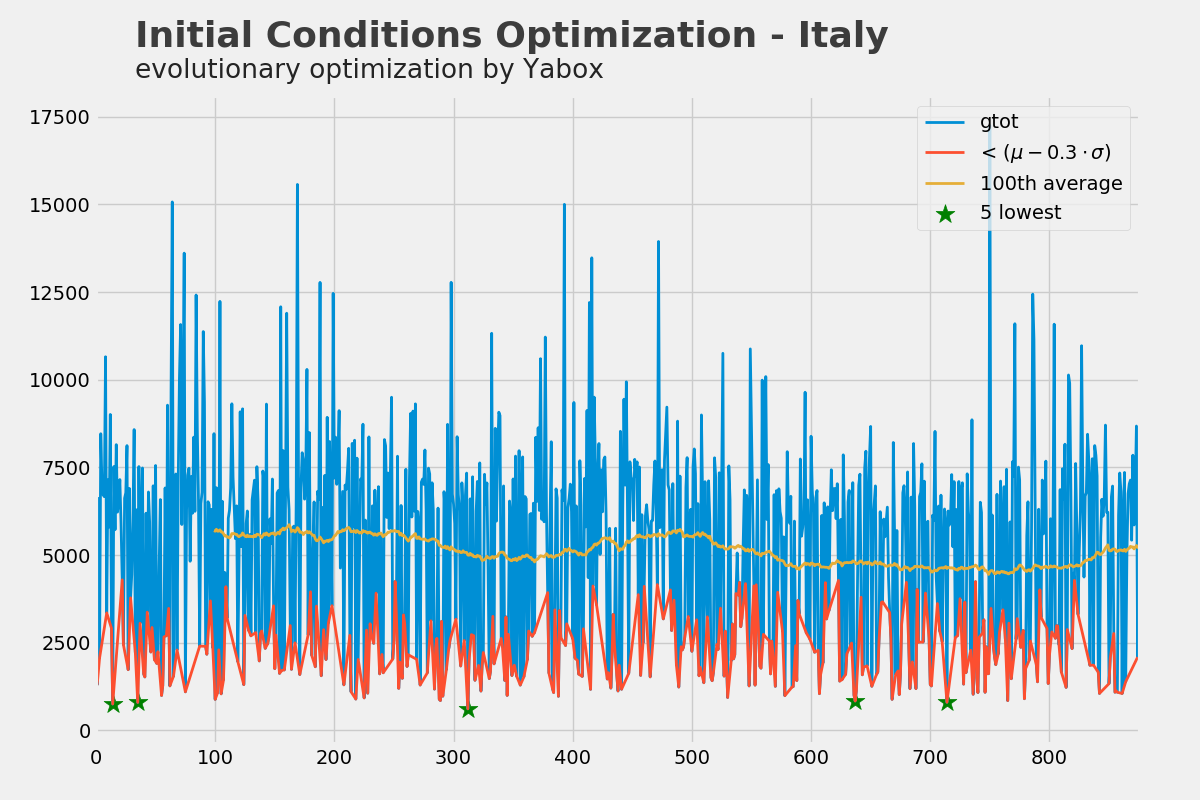 Initial Conditions Optimization - Italy
evolutionary optimization by Yabox
17500
15000
12500
10000
7500
5000
2500
0
gtot
< (μ − 0.3 · σ)
100th average
5 lowest
0 100 200 300 400 500 600 700 800